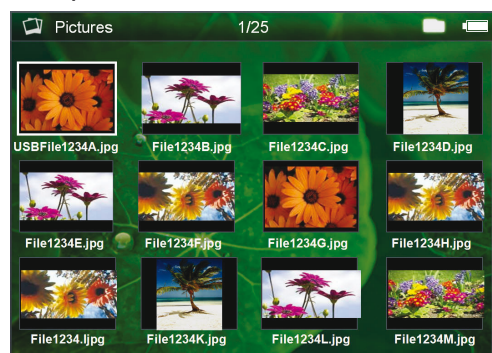 Pictures 1/25
USBFile1234A.jpg File1234B.jpg File1234C.jpg File1234D.jpg
File1234E.jpg File1234F.jpg File1234G.jpg File1234H.jpg
File1234.Ijpg File1234K.jpg File1234L.jpg File1234M.jpg